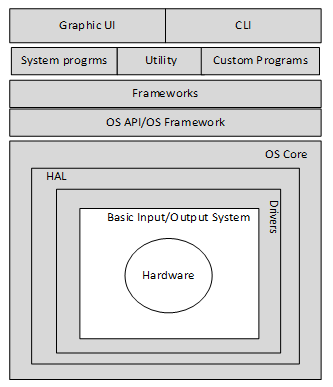 Graphic UI
CLI
System progrms
Utility
Custom Programs
Frameworks
OS API/OS Framework
OS Core
HAL
Drivers
Basic Input/Output System
Hardware